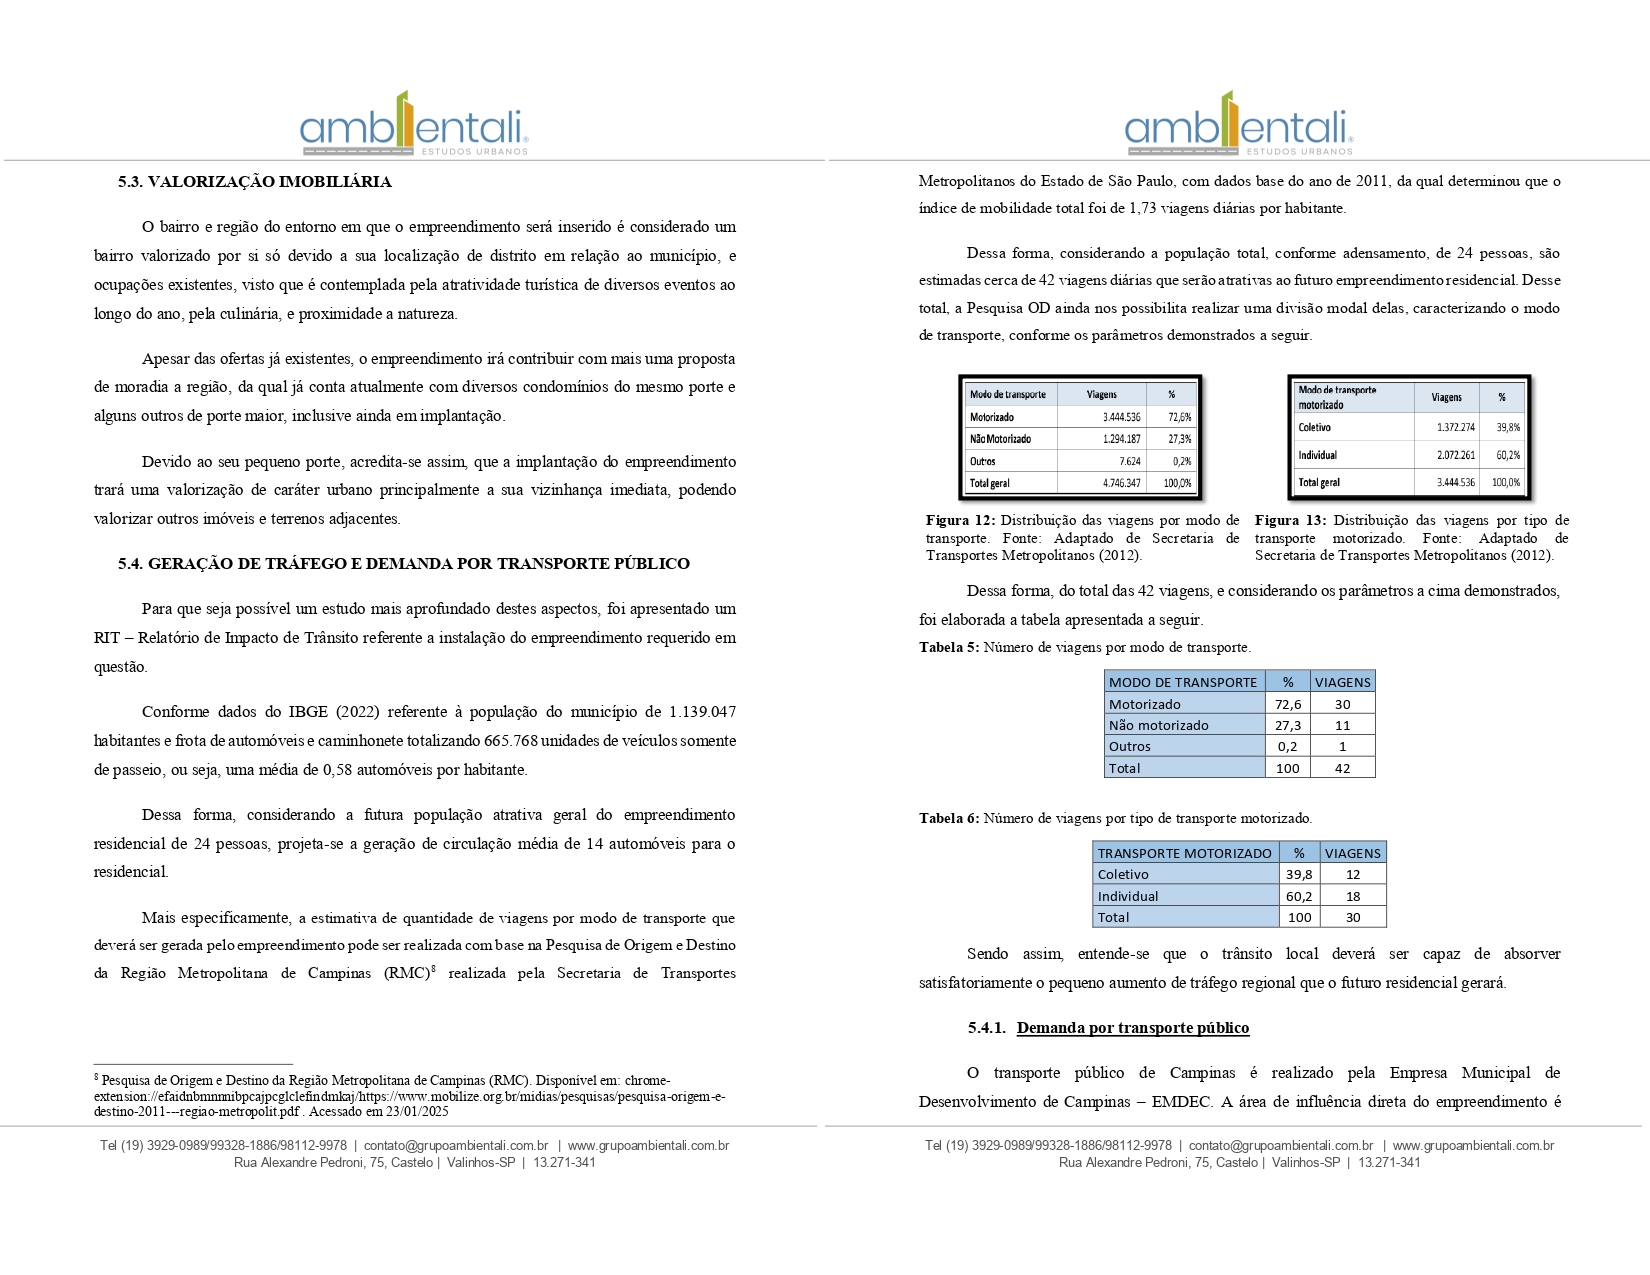 ambientali®
ESTUDOS URBANOS
5.3. VALORIZAÇÃO IMOBILIÁRIA
O bairro e região do entorno em que o empreendimento será inserido é considerado um
bairro valorizado por si só devido a sua localização de distrito em relação ao município, e
ocupações existentes, visto que é contemplada pela atratividade turística de diversos eventos ao
longo do ano, pela culinária, e proximidade a natureza.
Apesar das ofertas já existentes, o empreendimento irá contribuir com mais uma proposta
de moradia a região, da qual já conta atualmente com diversos condomínios do mesmo porte e
alguns outros de porte maior, inclusive ainda em implantação.
Devido ao seu pequeno porte, acredita-se assim, que a implantação do empreendimento
trará uma valorização de caráter urbano principalmente a sua vizinhança imediata, podendo
valorizar outros imóveis e terrenos adjacentes.
5.4. GERAÇÃO DE TRÁFEGO E DEMANDA POR TRANSPORTE PÚBLICO
Para que seja possível um estudo mais aprofundado destes aspectos, foi apresentado um
RIT – Relatório de Impacto de Trânsito referente a instalação do empreendimento requerido em
questão.
Conforme dados do IBGE (2022) referente à população do município de 1.139.047
habitantes e frota de automóveis e caminhonete totalizando 665.768 unidades de veículos somente
de passeio, ou seja, uma média de 0,58 automóveis por habitante.
Dessa forma, considerando a futura população atrativa geral do empreendimento
residencial de 24 pessoas, projeta-se a geração de circulação média de 14 automóveis para o
residencial.
Mais especificamente, a estimativa de quantidade de viagens por modo de transporte que
deverá ser gerada pelo empreendimento pode ser realizada com base na Pesquisa de Origem e Destino
da Região Metropolitana de Campinas (RMC)8 realizada pela Secretaria de Transportes
8 Pesquisa de Origem e Destino da Região Metropolitana de Campinas (RMC). Disponível em: chrome-
extension://efaidnbmnnnibpcajpcglclefindmkaj/https://www.mobilize.org.br/midias/pesquisas/pesquisa-origem-e-
destino-2011---regiao-metropolit.pdf . Acessado em 23/01/2025
Tel (19) 3929-0989/99328-1886/98112-9978 | contato@grupoambientali.com.br | www.grupoambientali.com.br
Rua Alexandre Pedroni, 75, Castelo | Valinhos-SP | 13.271-341
ambientali®
ESTUDOS URBANOS
Metropolitanos do Estado de São Paulo, com dados base do ano de 2011, da qual determinou que o
índice de mobilidade total foi de 1,73 viagens diárias por habitante.
Dessa forma, considerando a população total, conforme adensamento, de 24 pessoas, são
estimadas cerca de 42 viagens diárias que serão atrativas ao futuro empreendimento residencial. Desse
total, a Pesquisa OD ainda nos possibilita realizar uma divisão modal delas, caracterizando o modo
de transporte, conforme os parâmetros demonstrados a seguir.
Modo de transporte Viagens %
Motorizado 3.444.536 72,6%
Não Motorizado 1.294.187 27,3%
Outros 7.624 0,2%
Total geral 4.746.347 100,0%
Figura 12: Distribuição das viagens por modo de
transporte. Fonte: Adaptado de Secretaria de
Transportes Metropolitanos (2012).
Modo de transporte
motorizado Viagens %
Coletivo 1.372.274 39,8%
Individual 2.072.261 60,2%
Total geral 3.444.536 100,0%
Figura 13: Distribuição das viagens por tipo de
transporte motorizado. Fonte: Adaptado de
Secretaria de Transportes Metropolitanos (2012).
Dessa forma, do total das 42 viagens, e considerando os parâmetros a cima demonstrados,
foi elaborada a tabela apresentada a seguir.
Tabela 5: Número de viagens por modo de transporte.
MODO DE TRANSPORTE % VIAGENS
Motorizado 72,6 30
Não motorizado 27,3 11
Outros 0,2 1
Total 100 42
Tabela 6: Número de viagens por tipo de transporte motorizado.
TRANSPORTE MOTORIZADO % VIAGENS
Coletivo 39,8 12
Individual 60,2 18
Total 100 30
Sendo assim, entende-se que o trânsito local deverá ser capaz de absorver
satisfatoriamente o pequeno aumento de tráfego regional que o futuro residencial gerará.
5.4.1. Demanda por transporte público
O transporte público de Campinas é realizado pela Empresa Municipal de
Desenvolvimento de Campinas – EMDEC. A área de influência direta do empreendimento é
Tel (19) 3929-0989/99328-1886/98112-9978 | contato@grupoambientali.com.br | www.grupoambientali.com.br
Rua Alexandre Pedroni, 75, Castelo | Valinhos-SP | 13.271-341